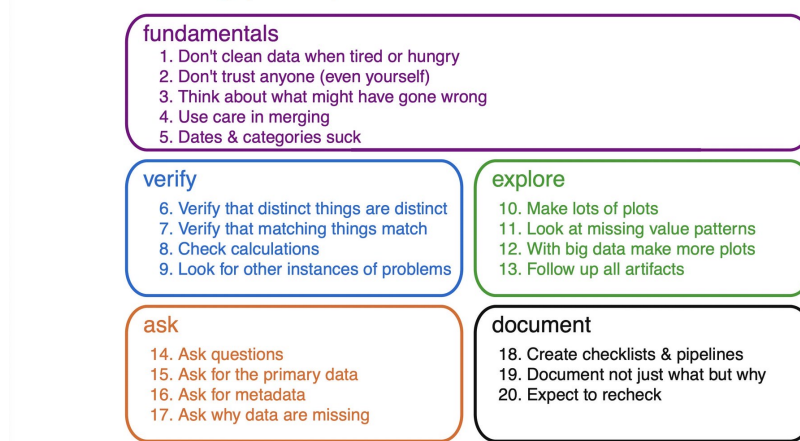 fundamentals
1. Don't clean data when tired or hungry
2. Don't trust anyone (even yourself)
3. Think about what might have gone wrong
4. Use care in merging
5. Dates & categories suck
verify
6. Verify that distinct things are distinct
7. Verify that matching things match
8. Check calculations
9. Look for other instances of problems
explore
10. Make lots of plots
11. Look at missing value patterns
12. With big data make more plots
13. Follow up all artifacts
ask
14. Ask questions
15. Ask for the primary data
16. Ask for metadata
17. Ask why data are missing
document
18. Create checklists & pipelines
19. Document not just what but why
20. Expect to recheck